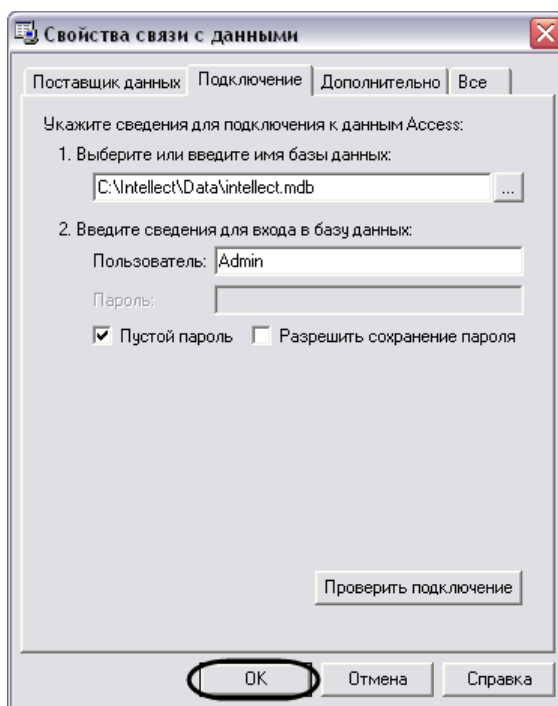 Свойства связи с данными
Поставщик данных Подключение Дополнительно Все
Укажите сведения для подключения к данным Access:
1. Выберите или введите имя базы данных:
C:\Intellect\Data\intellect.mdb ...
2. Введите сведения для входа в базу данных:
Пользователь: Admin
Пароль:
Пустой пароль Разрешить сохранение пароля
Проверить подключение
OK Отмена Справка